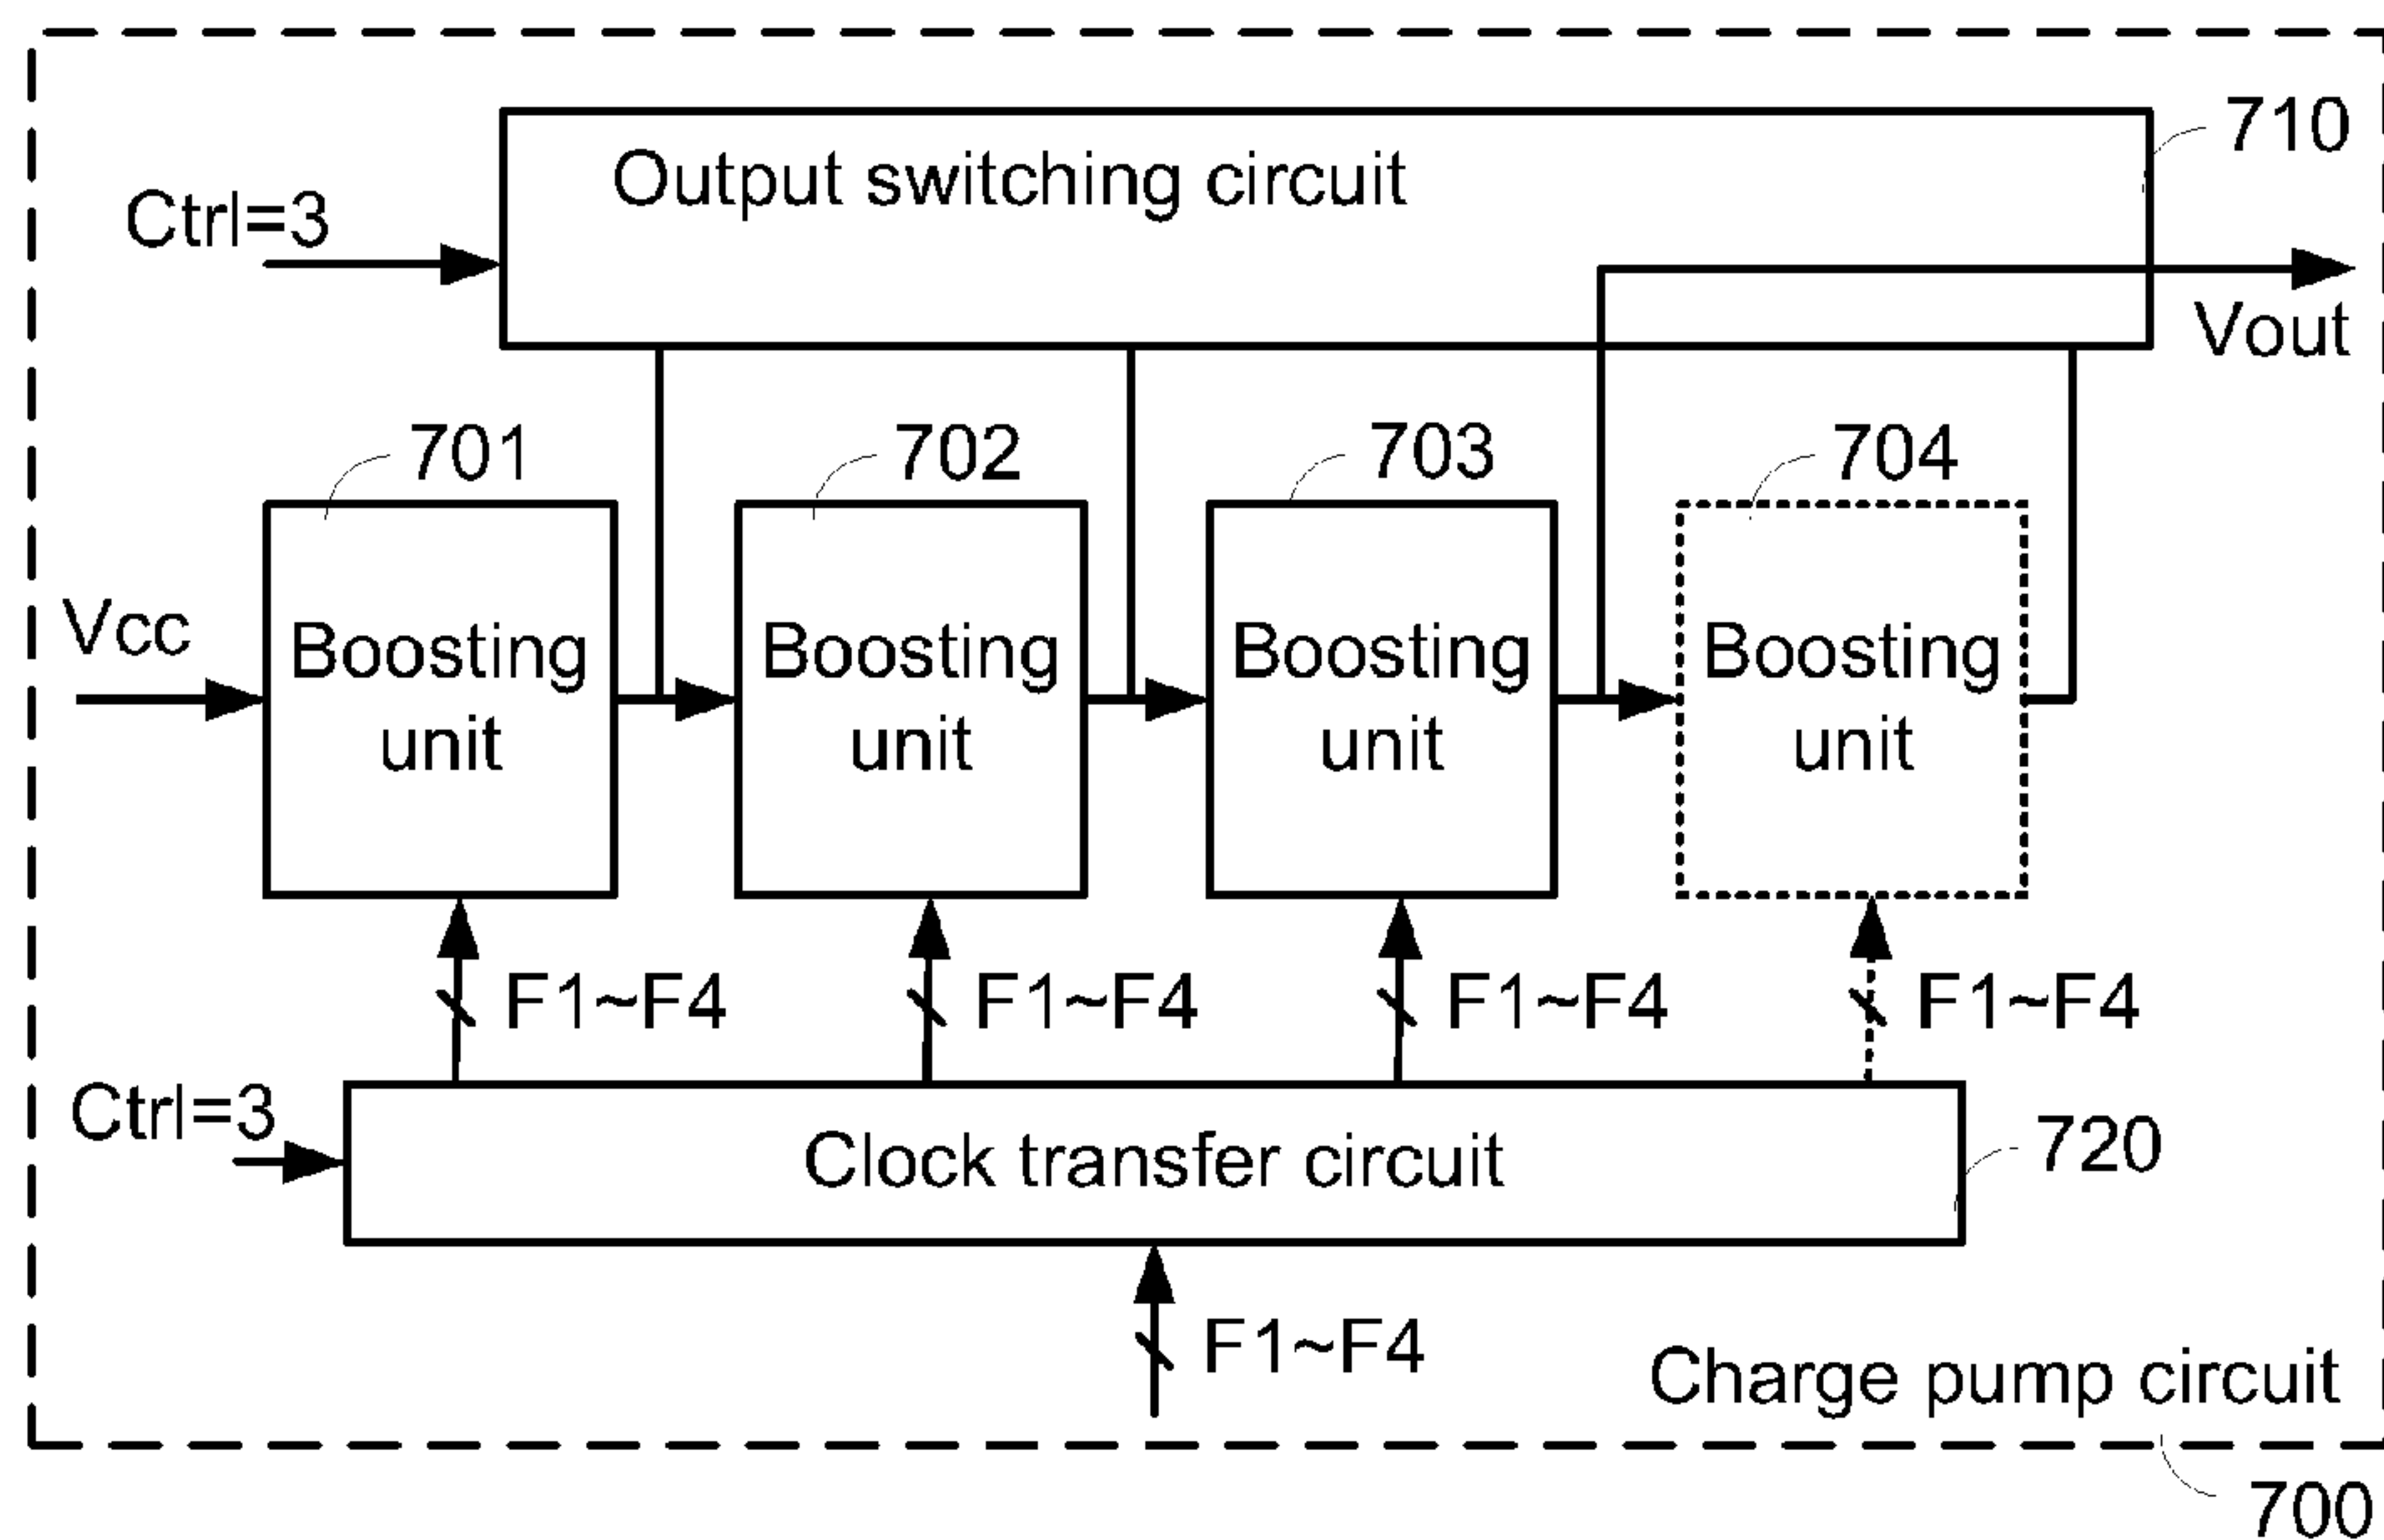 710
Output switching circuit
Ctrl=3
Vout
701
702
703
704
Vcc
Boosting
unit
Boosting
unit
Boosting
unit
Boosting
unit
F1~F4
F1~F4
F1~F4
F1~F4
Ctrl=3
720
Clock transfer circuit
F1~F4
Charge pump circuit
700